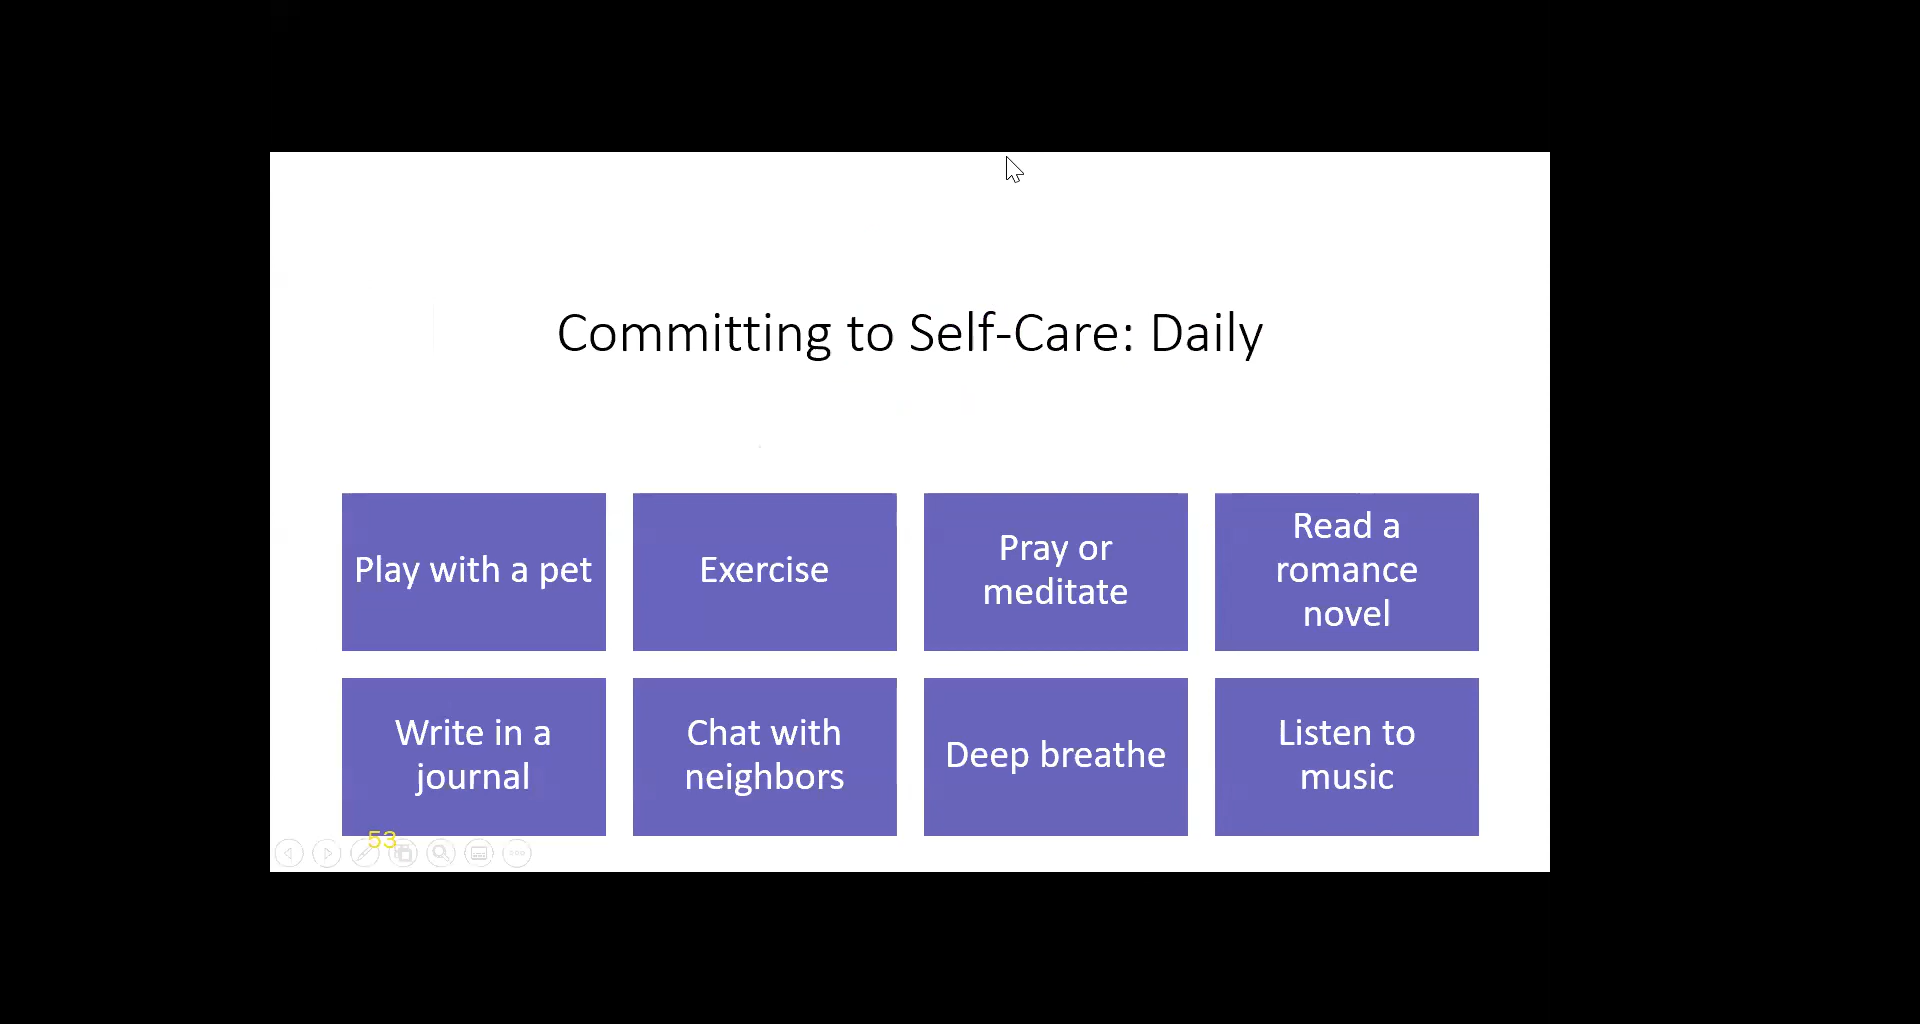 Committing to Self-Care: Daily
Play with a pet
Exercise
Pray or
meditate
Read a
romance
novel
Write in a
journal
Chat with
neighbors
Deep breathe
Listen to
music
53